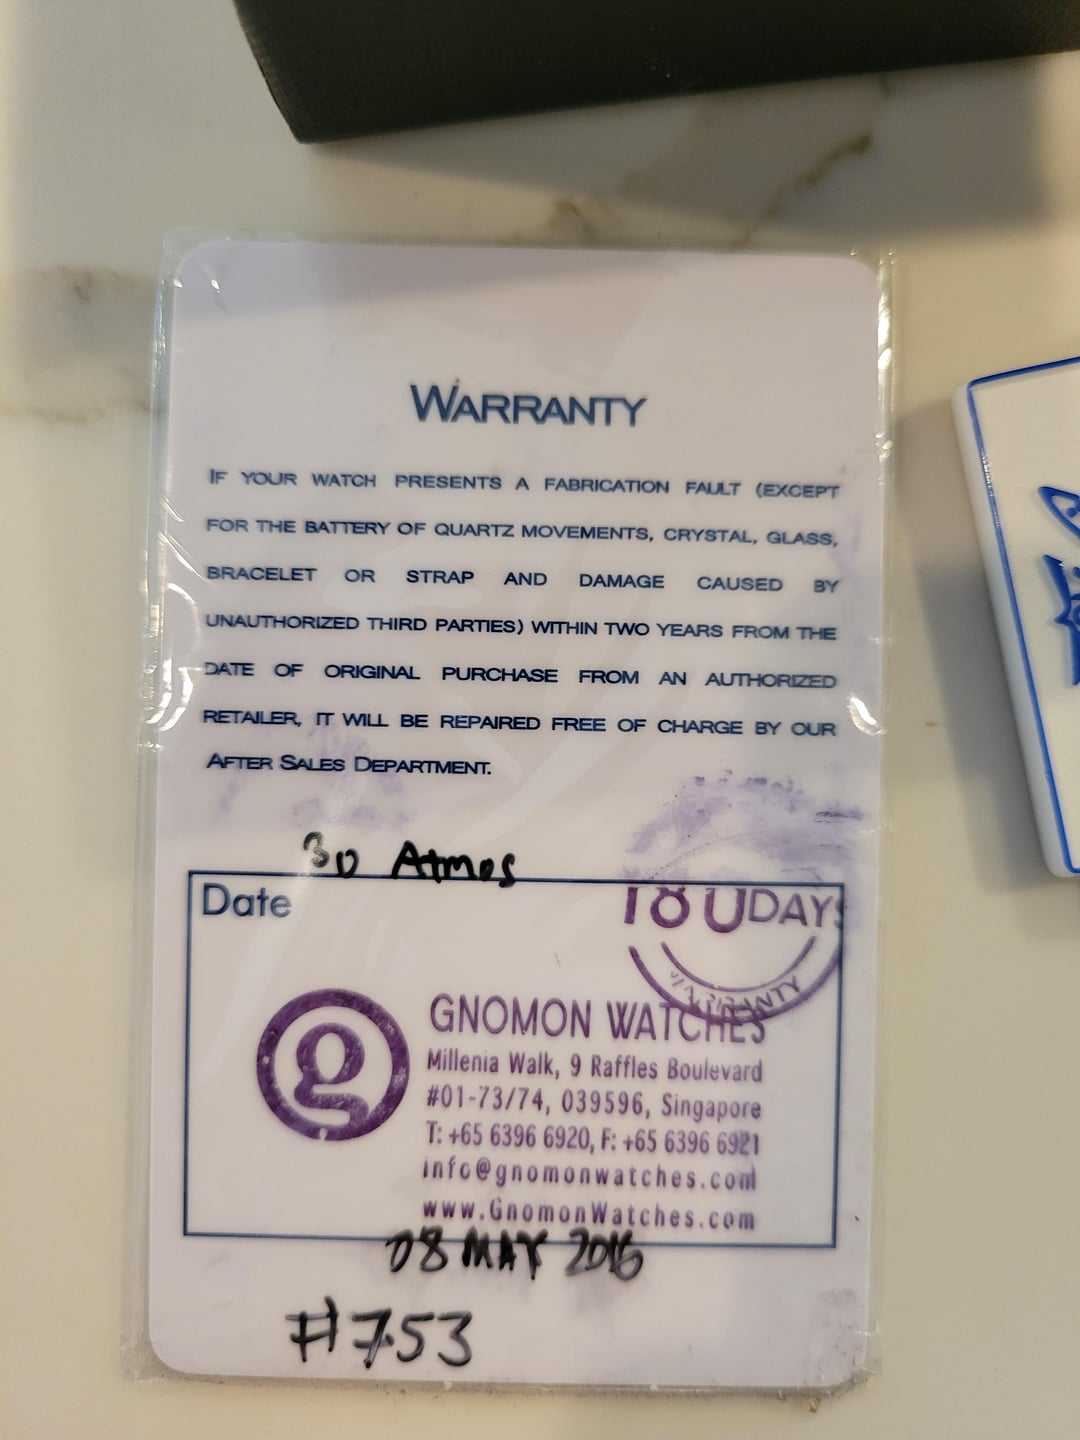 WARRANTY
IF YOUR WATCH PRESENTS A FABRICATION FAULT (EXCEPT
FOR THE BATTERY OF QUARTZ MOVEMENTS, CRYSTAL, GLASS,
BRACELET OR STRAP AND DAMAGE CAUSED BY
UNAUTHORIZED THIRD PARTIES) WITHIN TWO YEARS FROM THE
DATE OF ORIGINAL PURCHASE FROM AN AUTHORIZED
RETAILER, IT WILL BE REPAIRED FREE OF CHARGE BY OUR
AFTER SALES DEPARTMENT.
30 Atmos
Date
180 DAYS
WARRANTY
g
GNOMON WATCHES
Millenia Walk, 9 Raffles Boulevard
#01-73/74, 039596, Singapore
T: +65 6396 6920, F: +65 6396 6921
info@gnomonwatches.com
www.GnomonWatches.com
08 MAY 2016
#753